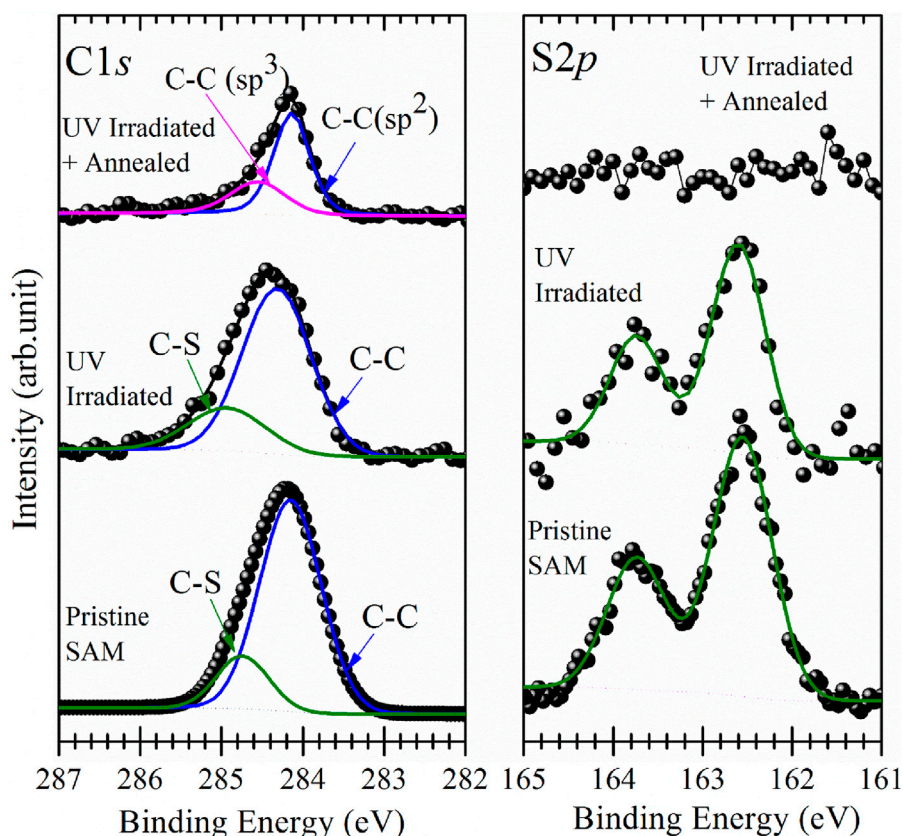 C1s
C-C (sp3)
C-C(sp2)
UV Irradiated
+ Annealed
C-S
UV
Irradiated
C-C
C-S
Pristine
SAM
C-C
Intensity (arb.unit)
287 286 285 284 283 282
Binding Energy (eV)
S2p
UV Irradiated
+ Annealed
UV
Irradiated
Pristine
SAM
165 164 163 162 161
Binding Energy (eV)